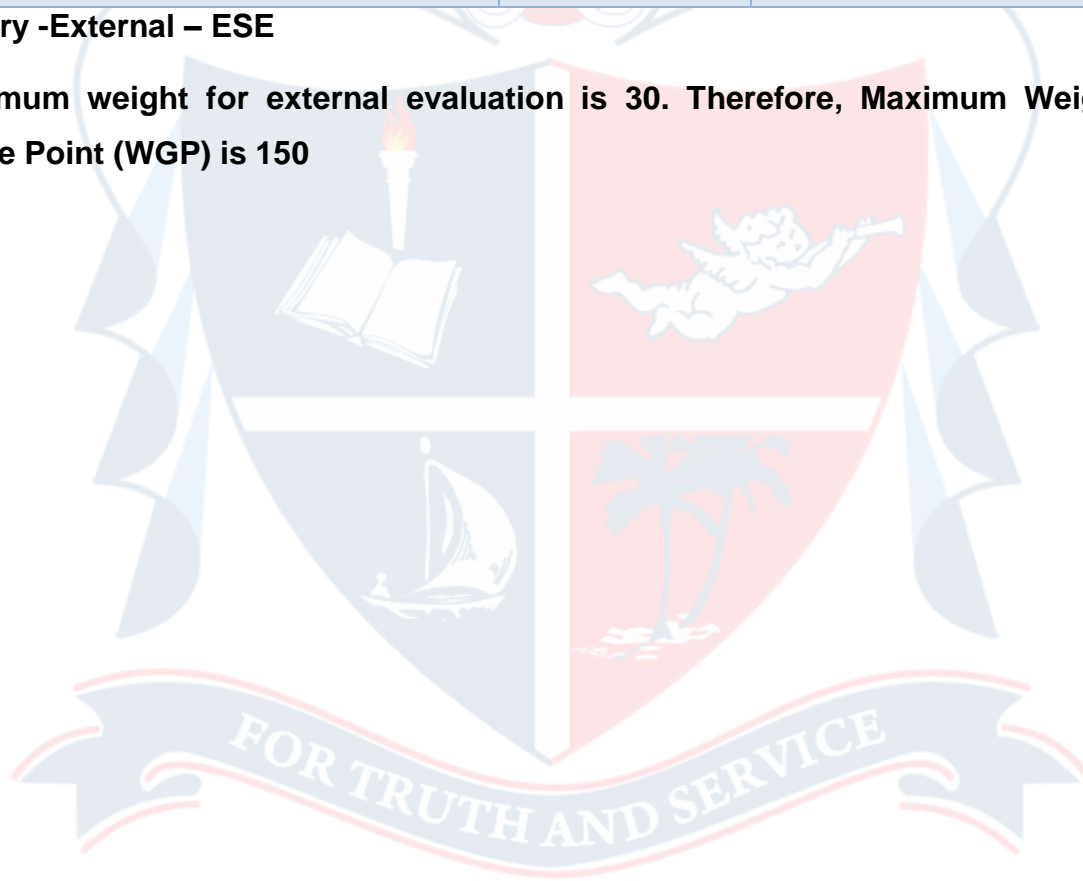 ry -External – ESE
mum weight for external evaluation is 30. Therefore, Maximum Wei
e Point (WGP) is 150
FOR TRUTH AND SERVICE